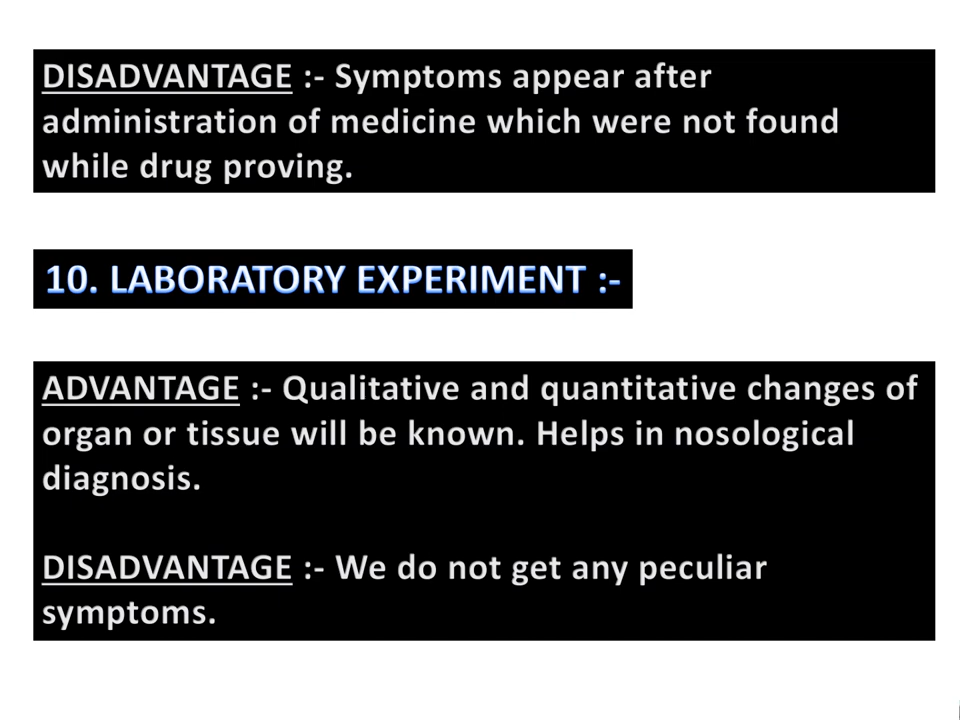 DISADVANTAGE :- Symptoms appear after
administration of medicine which were not found
while drug proving.
10. LABORATORY EXPERIMENT :-
ADVANTAGE :- Qualitative and quantitative changes of
organ or tissue will be known. Helps in nosological
diagnosis.
DISADVANTAGE :- We do not get any peculiar
symptoms.